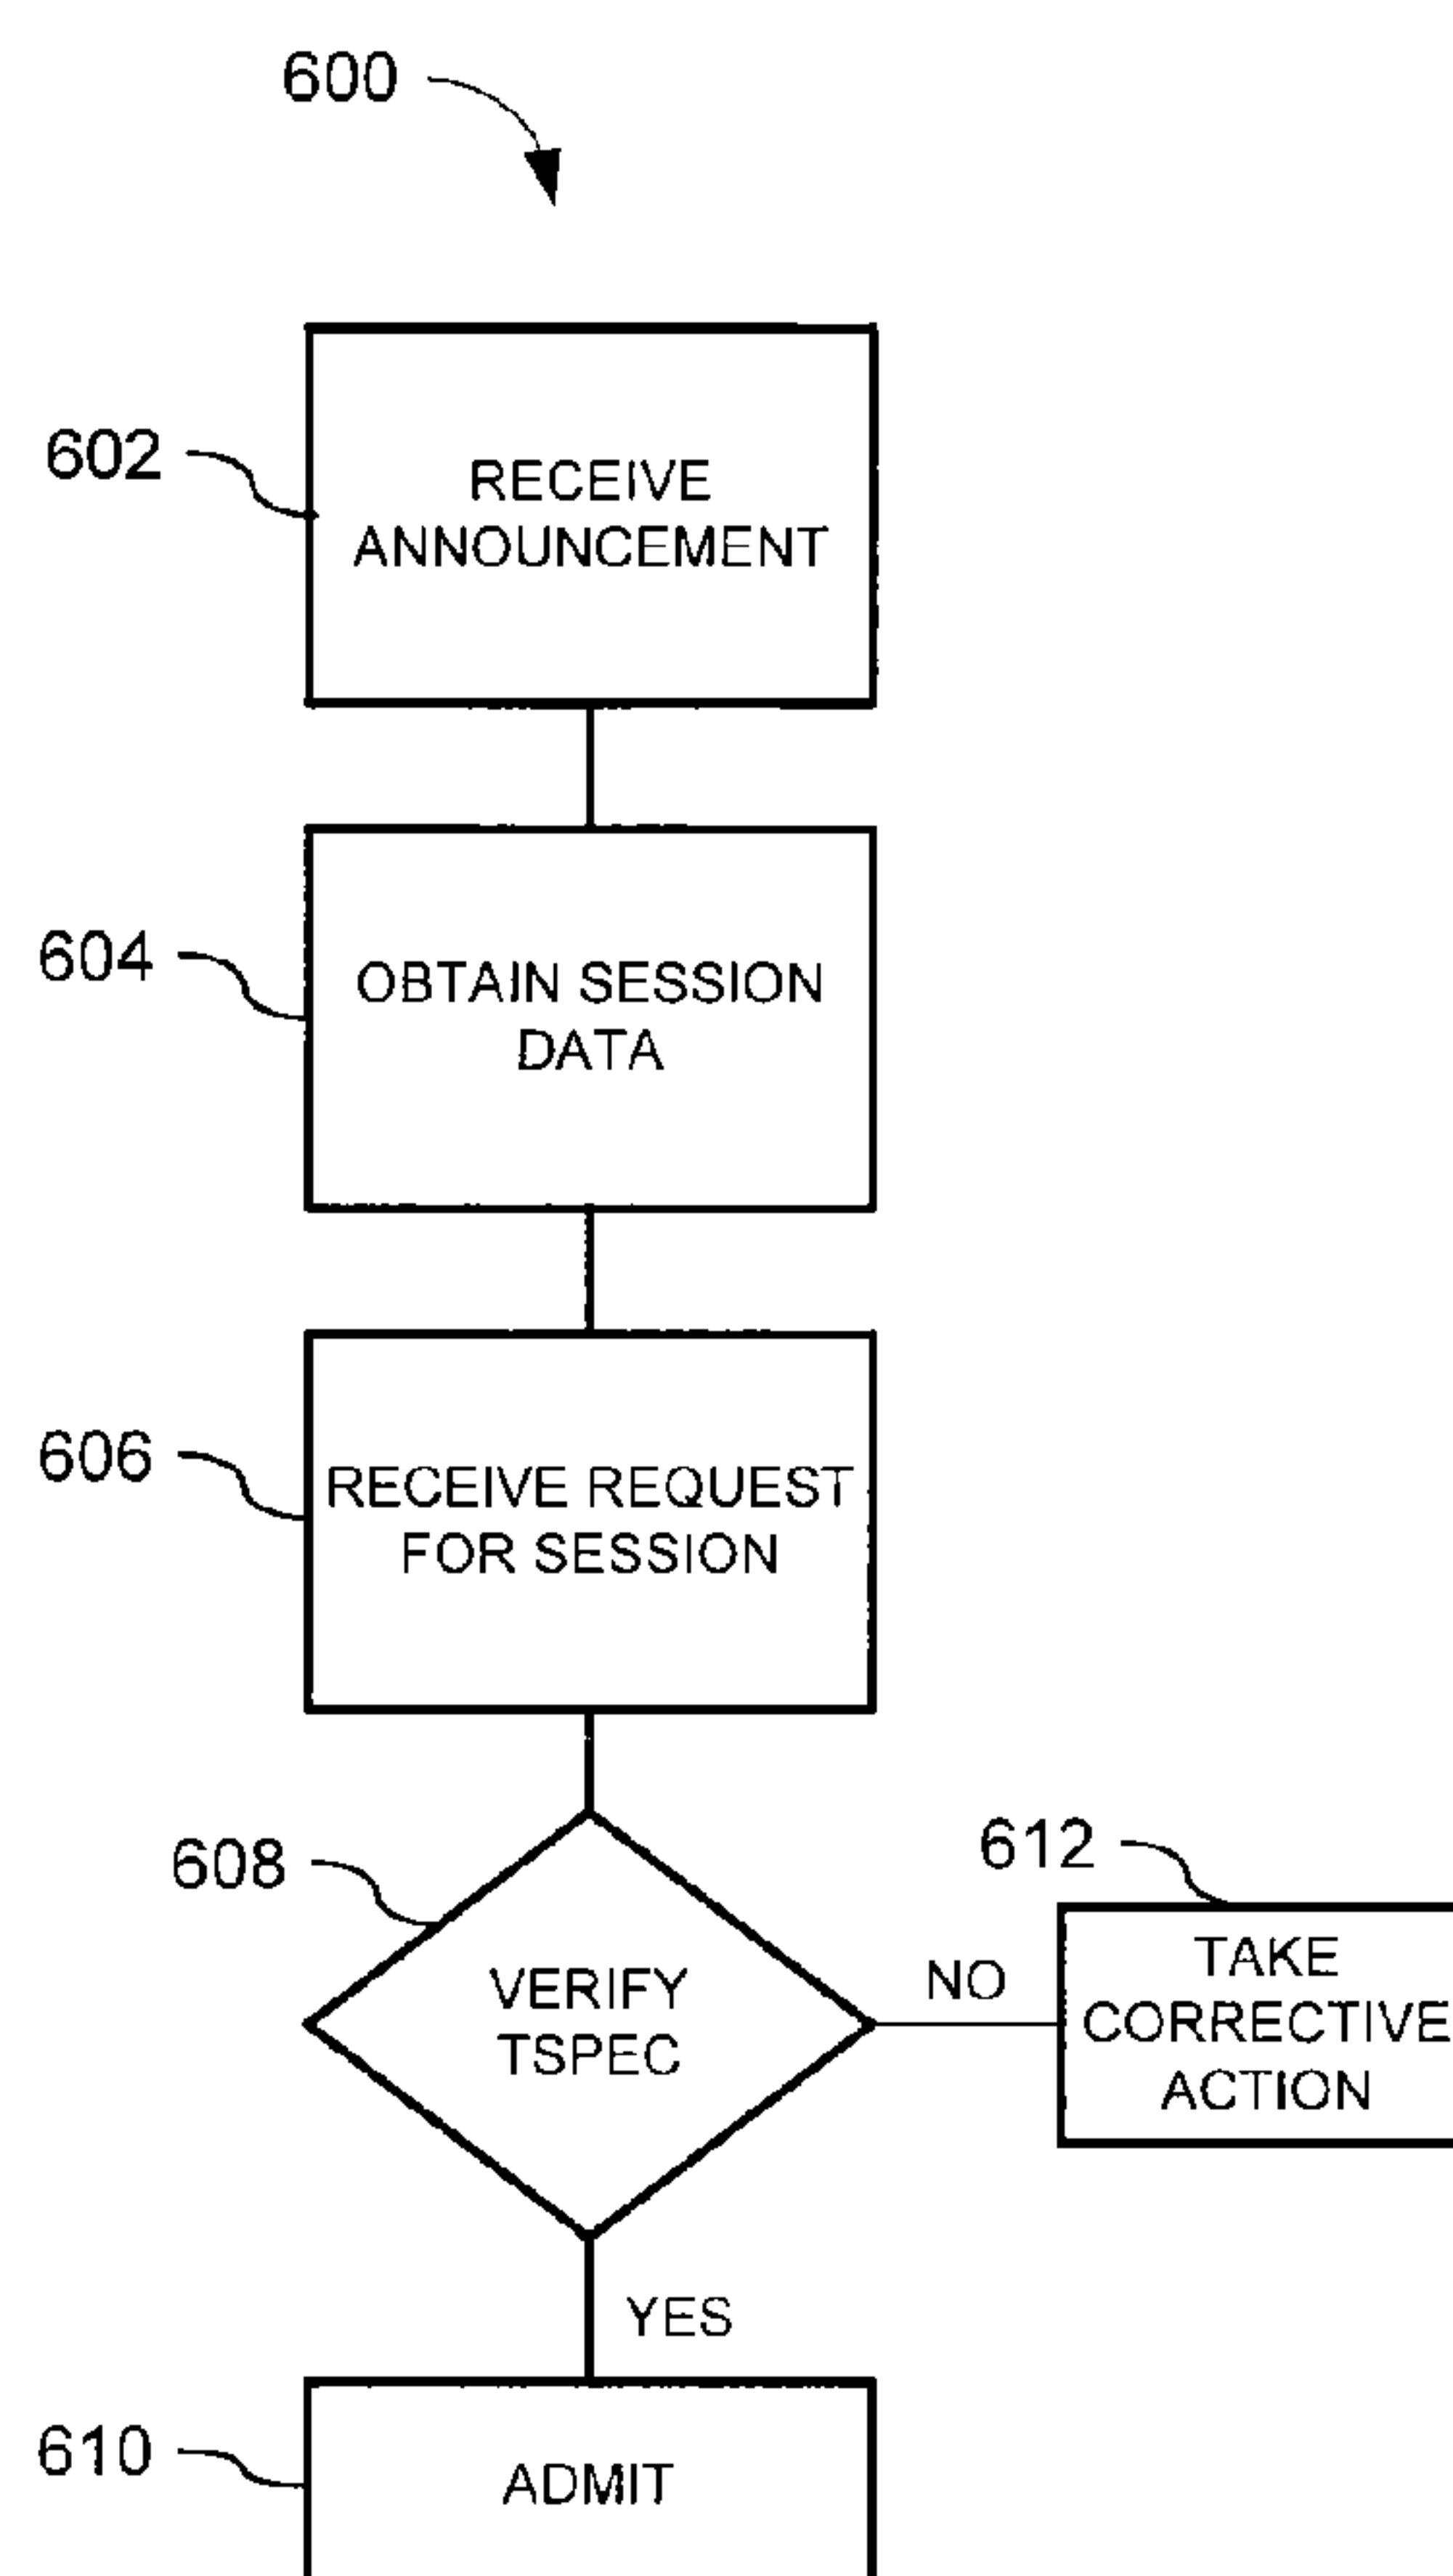 600
602
RECEIVE
ANNOUNCEMENT
604
OBTAIN SESSION
DATA
606
RECEIVE REQUEST
FOR SESSION
608
VERIFY
TSPEC
NO
612
TAKE
CORRECTIVE
ACTION
YES
610
ADMIT